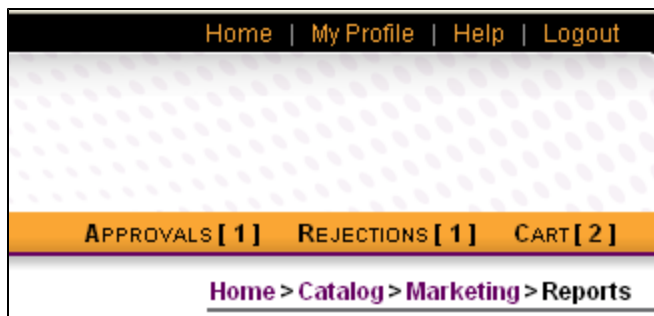 Home | My Profile | Help | Logout
APPROVALS [ 1 ] REJECTIONS [ 1 ] CART [ 2 ]
Home > Catalog > Marketing > Reports